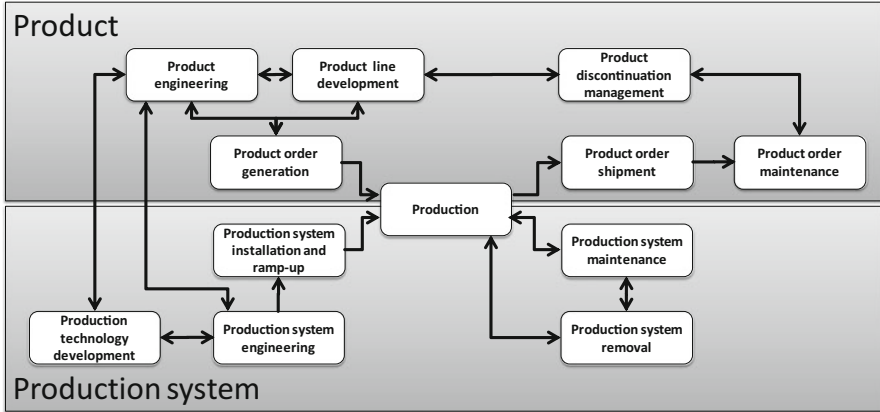 Product
Product
engineering
Product line
development
Product
discontinuation
management
Product order
generation
Product order
shipment
Product order
maintenance
Production
Production system
installation and
ramp-up
Production system
maintenance
Production
technology
development
Production system
engineering
Production system
removal
Production system